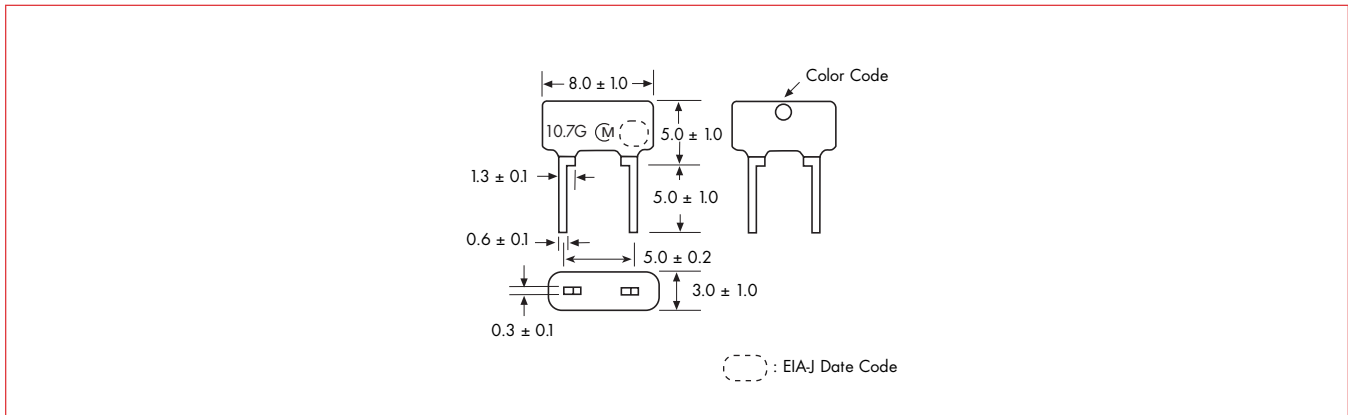 8.0 ± 1.0
Color Code
10.7G M
5.0 ± 1.0
1.3 ± 0.1
5.0 ± 1.0
0.6 ± 0.1
5.0 ± 0.2
3.0 ± 1.0
0.3 ± 0.1
: EIA-J Date Code